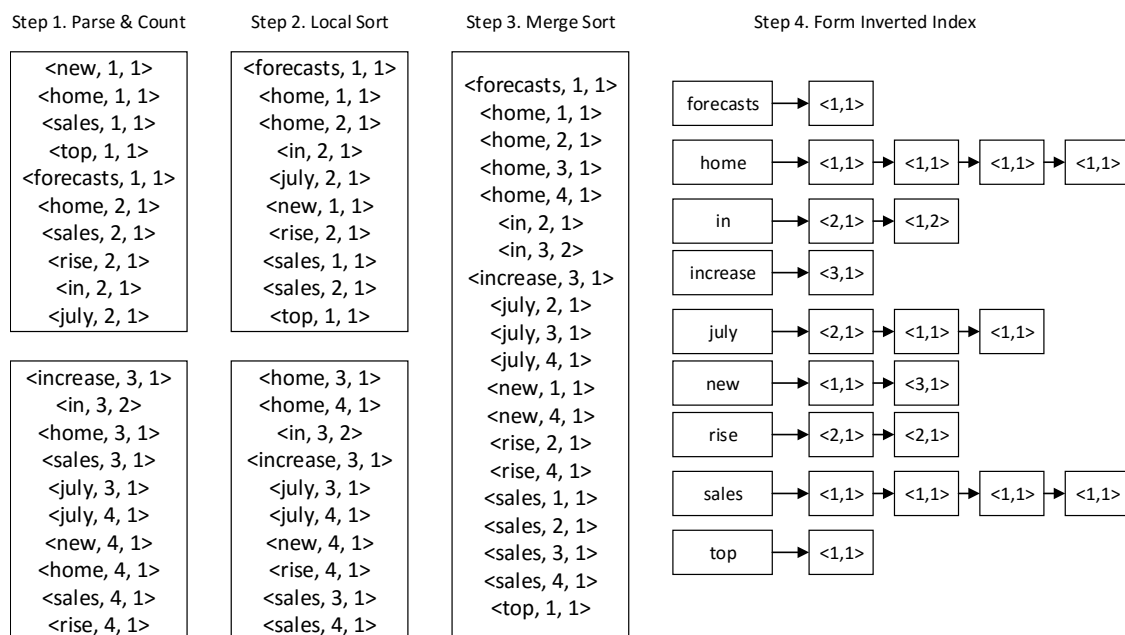 Step 1. Parse & Count
<new, 1, 1>
<home, 1, 1>
<sales, 1, 1>
<top, 1, 1>
<forecasts, 1, 1>
<home, 2, 1>
<sales, 2, 1>
<rise, 2, 1>
<in, 2, 1>
<july, 2, 1>
<increase, 3, 1>
<in, 3, 2>
<home, 3, 1>
<sales, 3, 1>
<july, 3, 1>
<july, 4, 1>
<new, 4, 1>
<home, 4, 1>
<sales, 4, 1>
<rise, 4, 1>
Step 2. Local Sort
<forecasts, 1, 1>
<home, 1, 1>
<home, 2, 1>
<in, 2, 1>
<july, 2, 1>
<new, 1, 1>
<rise, 2, 1>
<sales, 1, 1>
<sales, 2, 1>
<top, 1, 1>
<home, 3, 1>
<home, 4, 1>
<in, 3, 2>
<increase, 3, 1>
<july, 3, 1>
<july, 4, 1>
<new, 4, 1>
<rise, 4, 1>
<sales, 3, 1>
<sales, 4, 1>
Step 3. Merge Sort
<forecasts, 1, 1>
<home, 1, 1>
<home, 2, 1>
<home, 3, 1>
<home, 4, 1>
<in, 2, 1>
<in, 3, 2>
<increase, 3, 1>
<july, 2, 1>
<july, 3, 1>
<july, 4, 1>
<new, 1, 1>
<new, 4, 1>
<rise, 2, 1>
<rise, 4, 1>
<sales, 1, 1>
<sales, 2, 1>
<sales, 3, 1>
<sales, 4, 1>
<top, 1, 1>
Step 4. Form Inverted Index
forecasts <1,1>
home <1,1> <1,1> <1,1> <1,1>
in <2,1> <1,2>
increase <3,1>
july <2,1> <1,1> <1,1>
new <1,1> <3,1>
rise <2,1> <2,1>
sales <1,1> <1,1> <1,1> <1,1>
top <1,1>